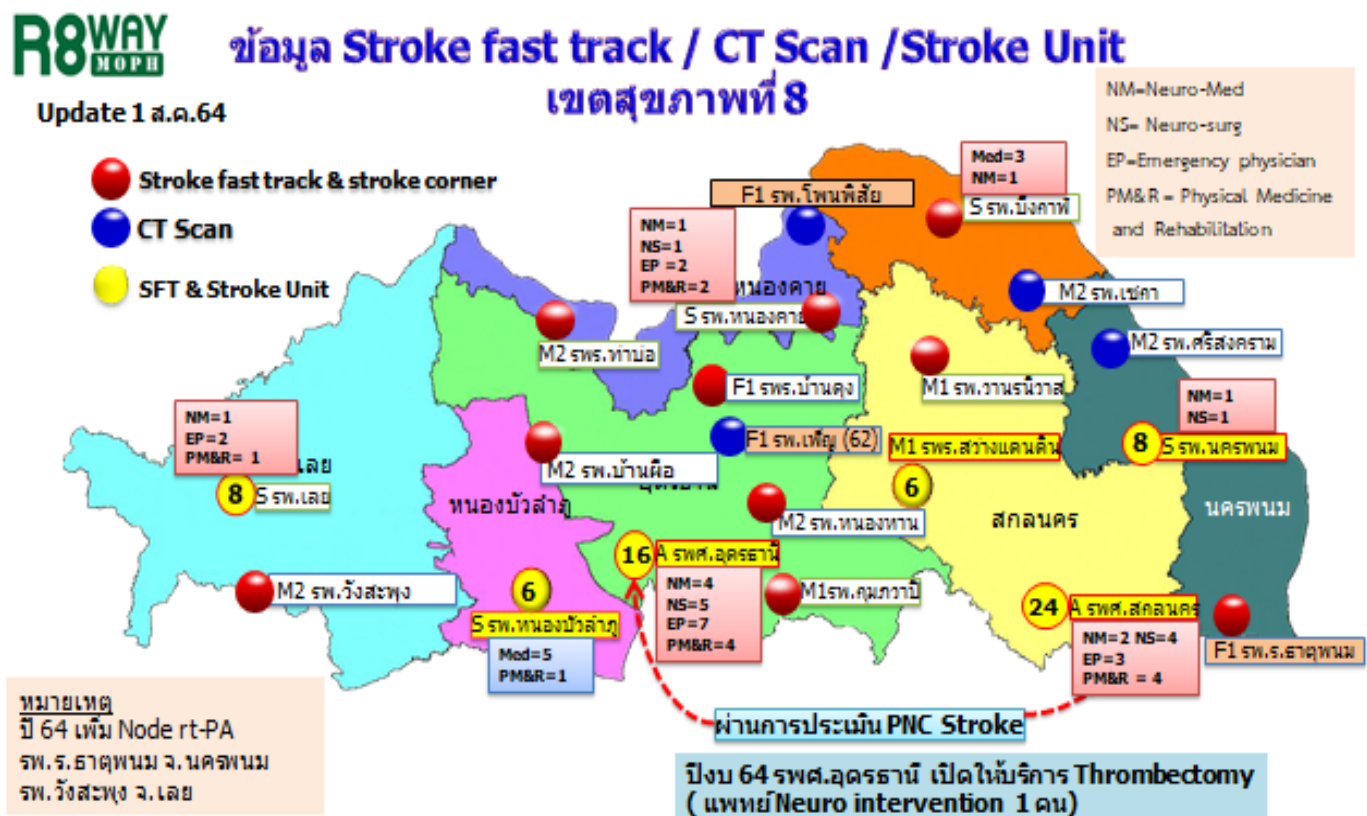 R8WAY
MOPH
ข้อมูล Stroke fast track / CT Scan /Stroke Unit
เขตสุขภาพที่ 8
Update 1 ส.ค.64
NM=Neuro-Med
NS= Neuro-surg
EP=Emergency physician
PM&R = Physical Medicine
and Rehabilitation
Stroke fast track & stroke corner
CT Scan
SFT & Stroke Unit
Med=3
NM=1
S รพ.บึงกาฬ
F1 รพ.โพนพิสัย
NM=1
NS=1
EP =2
PM&R=2
หนองคาย
S รพ.หนองคาย
M2 รพ.เซกา
M2 รพ.ศรีสงคราม
M2 รพร.ท่าบ่อ
M1 รพ.วานรนิวาส
F1 รพร.บ้านดุง
NM=1
NS=1
8
S รพ.นครพนม
NM=1
EP=2
PM&R= 1
เลย
8
S รพ.เลย
F1 รพ.เพ็ญ (62)
M1 รพร.สว่างแดนดิน
6
M2 รพ.บ้านผือ
อุดรธานี
หนองบัวลำภู
M2 รพ.หนองหาน
สกลนคร
นครพนม
16
A รพศ.อุดรธานี
NM=4
NS=5
EP=7
PM&R=4
M1รพ.กุมภวาปี
M2 รพ.วังสะพุง
6
S รพ.หนองบัวลำภู
Med=5
PM&R=1
24
A รพศ.สกลนคร
NM=2 NS=4
EP=3
PM&R = 4
F1 รพ.ร.ธาตุพนม
หมายเหตุ
ปี 64 เพิ่ม Node rt-PA
รพ.ร.ธาตุพนม จ.นครพนม
รพ.วังสะพุง จ.เลย
ผ่านการประเมิน PNC Stroke
ปีงบ 64 รพศ.อุดรธานี เปิดให้บริการ Thrombectomy
( แพทย์ Neuro intervention 1 คน)